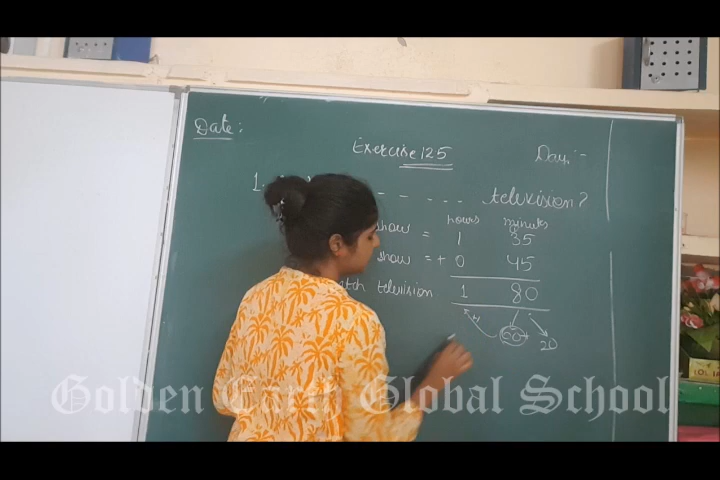 Date:
Exercise 125
Day:-
1. - - - - - television?
hours minutes
show = 1 35
show = + 0 45
television 1 80
60 20
Golden Earth Global School